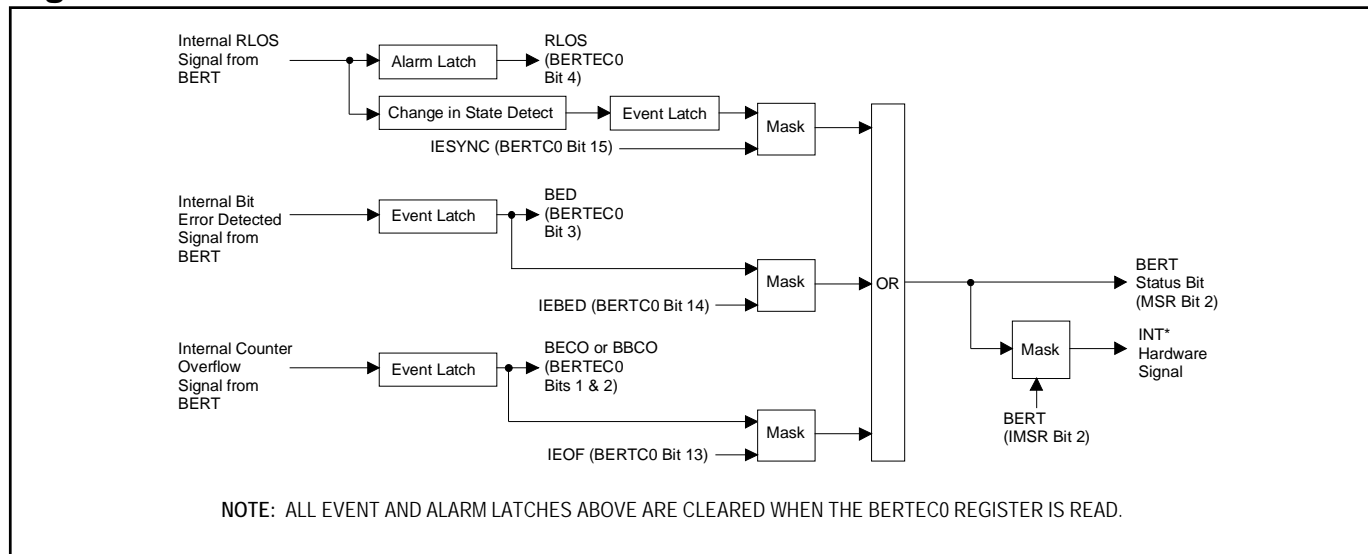 Internal RLOS
Signal from
BERT
Alarm Latch
RLOS
(BERTEC0
Bit 4)
Change in State Detect
Event Latch
Mask
IESYNC (BERTC0 Bit 15)
Internal Bit
Error Detected
Signal from
BERT
Event Latch
BED
(BERTEC0
Bit 3)
Mask
IEBED (BERTC0 Bit 14)
Internal Counter
Overflow
Signal from
BERT
Event Latch
BECO or BBCO
(BERTEC0
Bits 1 & 2)
Mask
IEOF (BERTC0 Bit 13)
OR
BERT
Status Bit
(MSR Bit 2)
Mask
INT*
Hardware
Signal
BERT
(IMSR Bit 2)
NOTE: ALL EVENT AND ALARM LATCHES ABOVE ARE CLEARED WHEN THE BERTEC0 REGISTER IS READ.